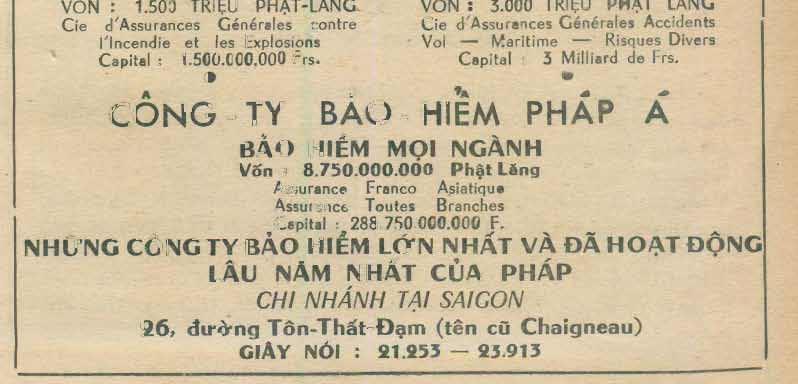 VỐN : 1.500 TRIỆU PHẬT-LĂNG
Cie d'Assurances Générales contre
l'Incendie et les Explosions
Capital : 1.500.000,000 Frs.
VỐN : 3.000 TRIỆU PHẬT LĂNG
Cie d'Assurances Générales Accidents
Vol — Maritime — Risques Divers
Capital : 3 Milliard de Frs.
CÔNG - TY BẢO - HIỂM PHÁP Á
BẢO HIỂM MỌI NGÀNH
Vốn : 8.750.000.000 Phật Lăng
Assurance Franco Asiatique
Assurance Toutes Branches
Capital : 288.750.000.000 F.
NHỮNG CÔNG TY BẢO HIỂM LỚN NHẤT VÀ ĐÃ HOẠT ĐỘNG
LÂU NĂM NHẤT CỦA PHÁP
CHI NHÁNH TẠI SAIGON
26, đường Tôn-Thất-Đạm (tên cũ Chaigneau)
GIẤY NÓI : 21.253 — 23.913